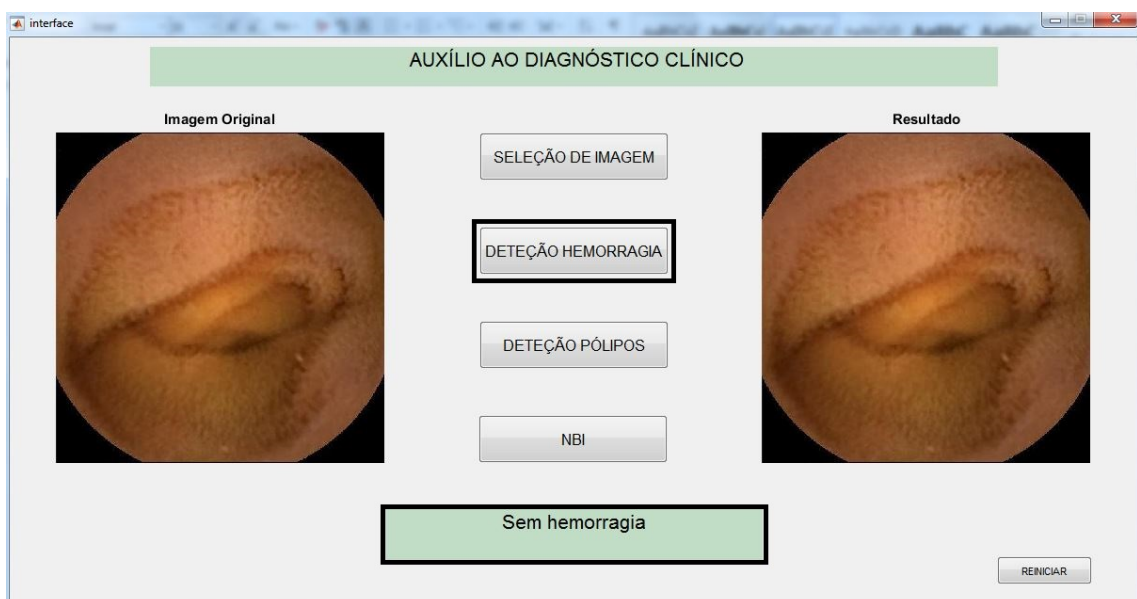 interface
AUXÍLIO AO DIAGNÓSTICO CLÍNICO
Imagem Original
Resultado
SELEÇÃO DE IMAGEM
DETEÇÃO HEMORRAGIA
DETEÇÃO PÓLIPOS
NBI
Sem hemorragia
REINICIAR